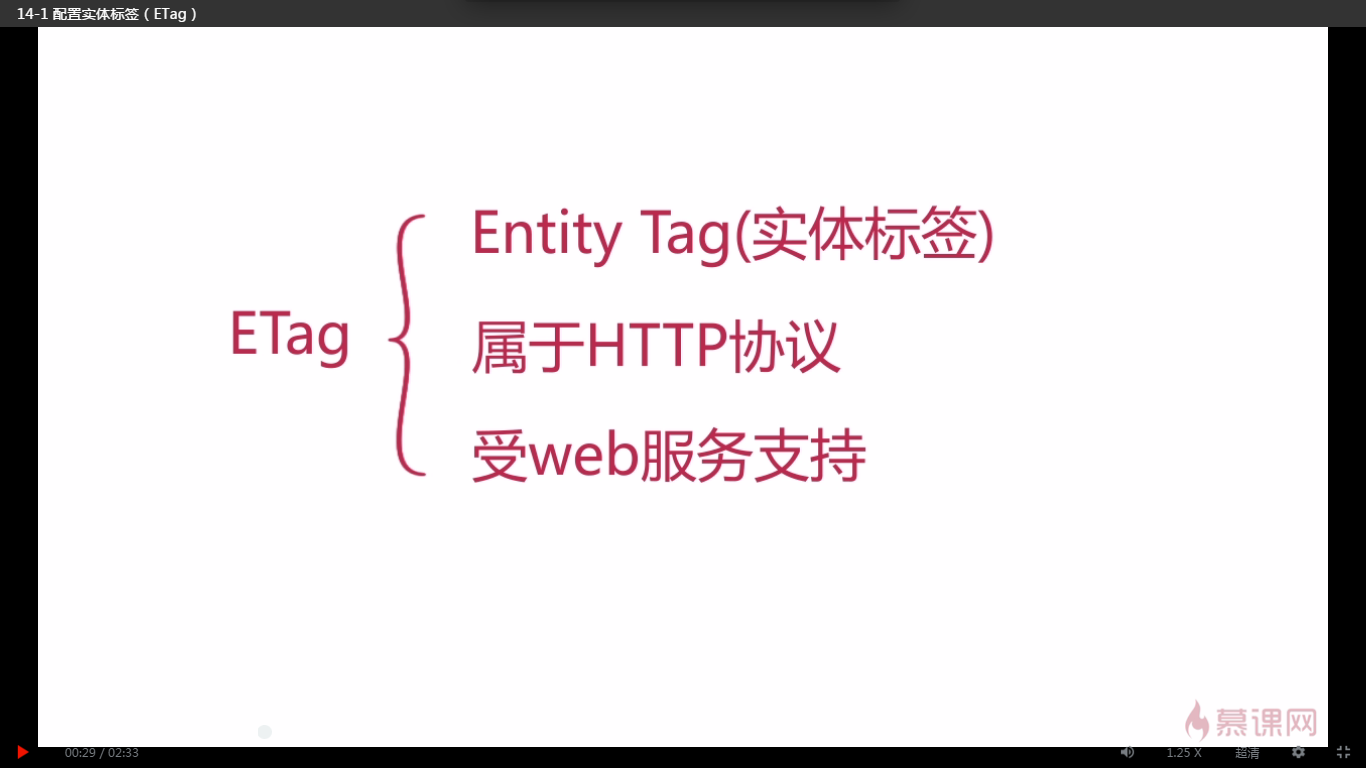 14-1 配置实体标签 ( ETag )
Entity Tag(实体标签)
ETag
属于HTTP协议
受web服务支持
慕课网
00:29 / 02:33
1.25 X
超清